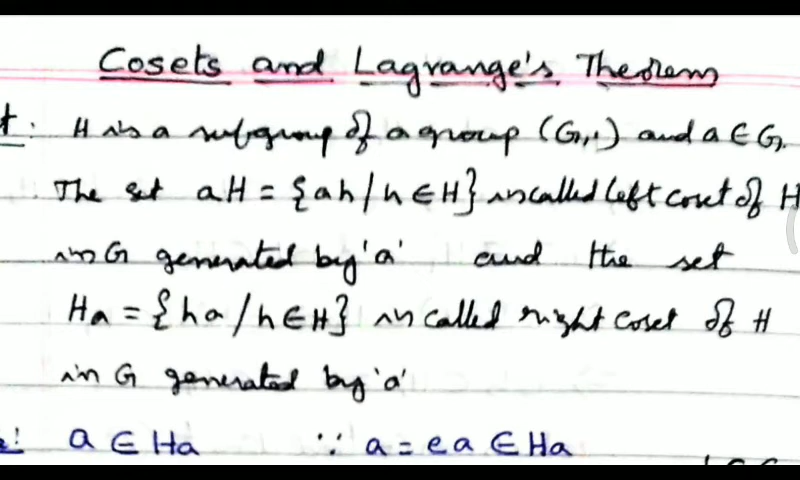 Cosets and Lagrange's Theorem
t: H is a subgroup of a group (G, ·) and a ∈ G.
The set aH = {ah / h ∈ H} is called left coset of H
in G generated by 'a' and the set
Ha = {ha / h ∈ H} is called right coset of H
in G generated by 'a'
: a ∈ Ha ∵ a = ea ∈ Ha